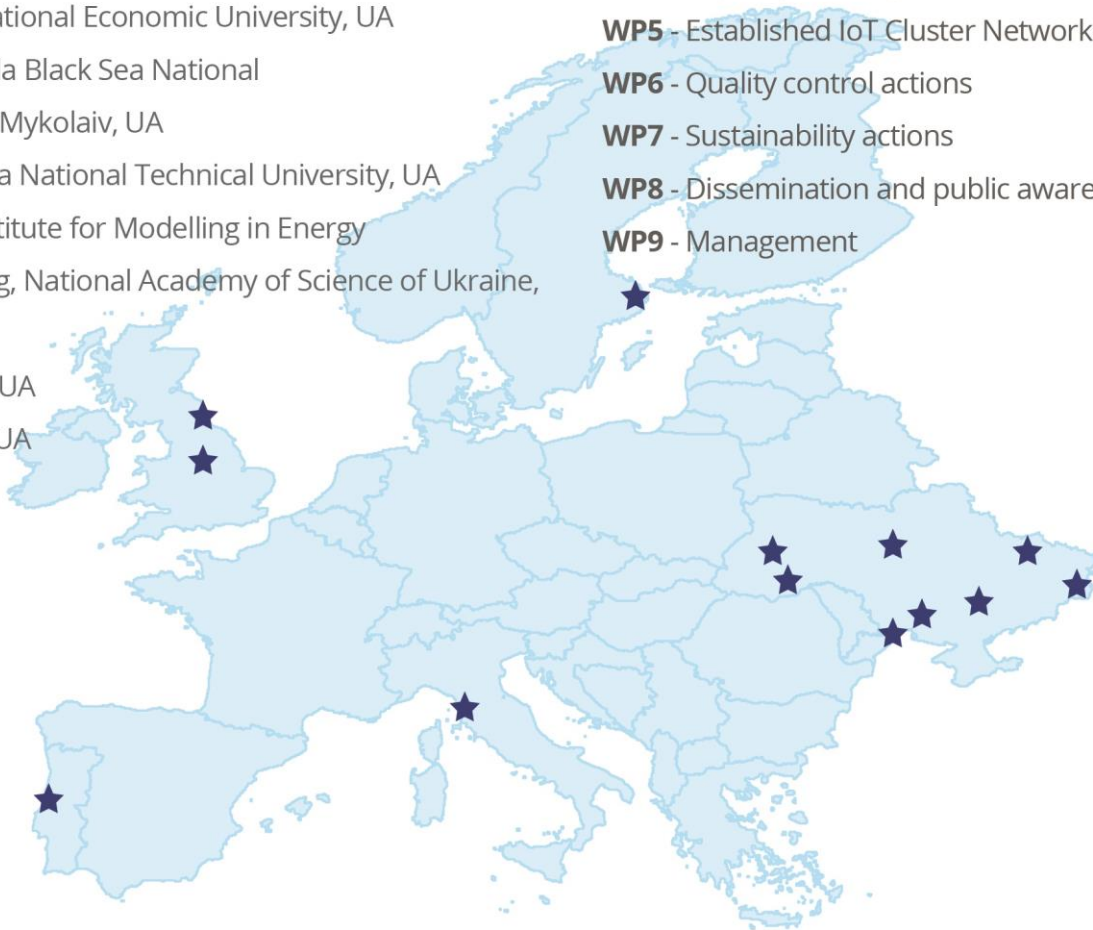 ational Economic University, UA
la Black Sea National
Mykolaiv, UA
a National Technical University, UA
titute for Modelling in Energy
g, National Academy of Science of Ukraine,
UA
UA
WP5 - Established IoT Cluster Network
WP6 - Quality control actions
WP7 - Sustainability actions
WP8 - Dissemination and public aware
WP9 - Management